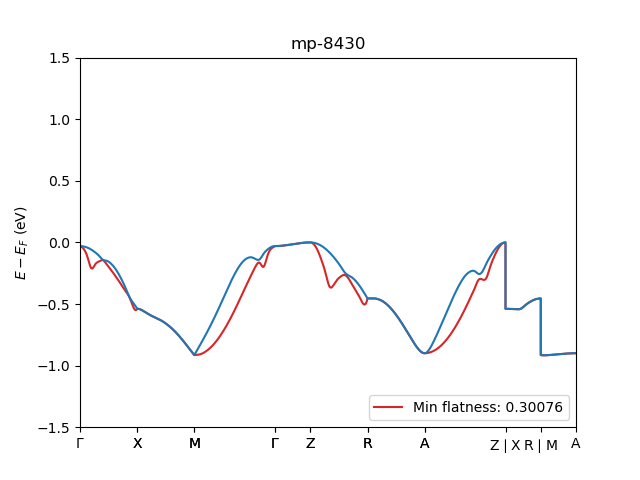 mp-8430
1.5
1.0
0.5
0.0
−0.5
−1.0
−1.5
E − E_F (eV)
Min flatness: 0.30076
Γ X M Γ Z R A Z | X R | M A